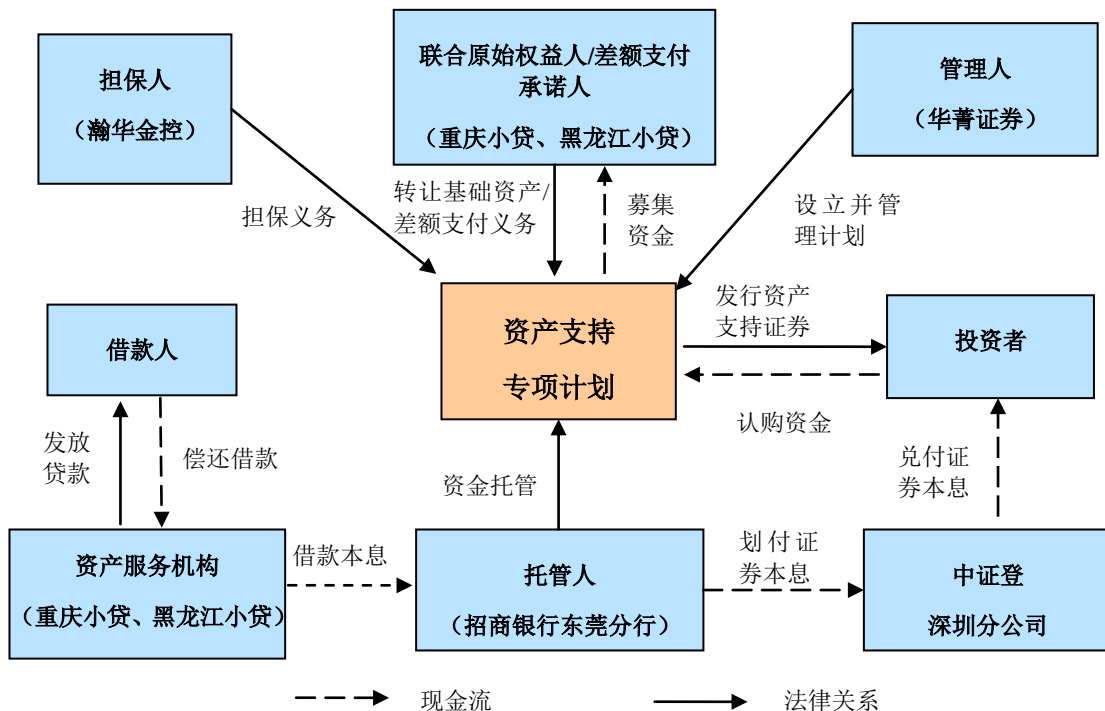 担保人
（瀚华金控）
联合原始权益人/差额支付
承诺人
（重庆小贷、黑龙江小贷）
管理人
（华菁证券）
担保义务
转让基础资产/
差额支付义务
募集
资金
设立并管
理计划
资产支持
专项计划
发行资产
支持证券
认购资金
投资者
借款人
发放
贷款
偿还借款
资金托管
兑付证
券本息
资产服务机构
（重庆小贷、黑龙江小贷）
借款本息
托管人
（招商银行东莞分行）
划付证
券本息
中证登
深圳分公司
现金流
法律关系